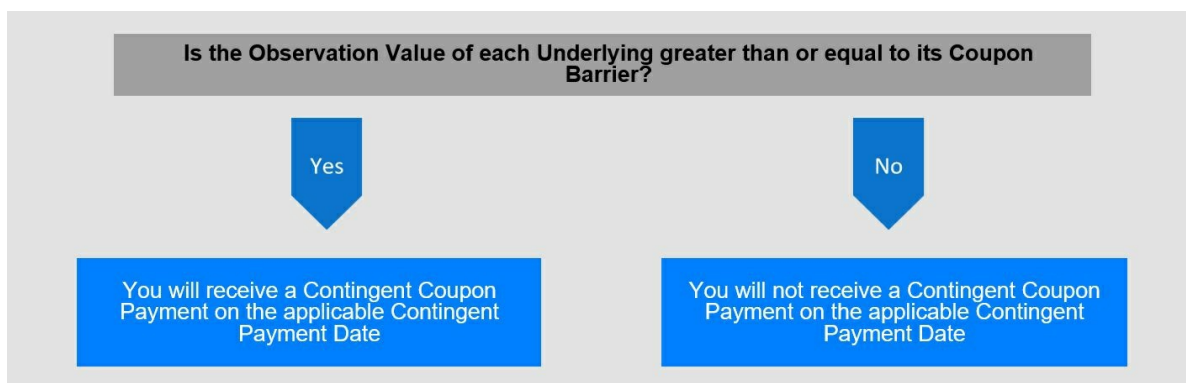 Is the Observation Value of each Underlying greater than or equal to its Coupon
Barrier?
Yes
No
You will receive a Contingent Coupon
Payment on the applicable Contingent
Payment Date
You will not receive a Contingent Coupon
Payment on the applicable Contingent
Payment Date